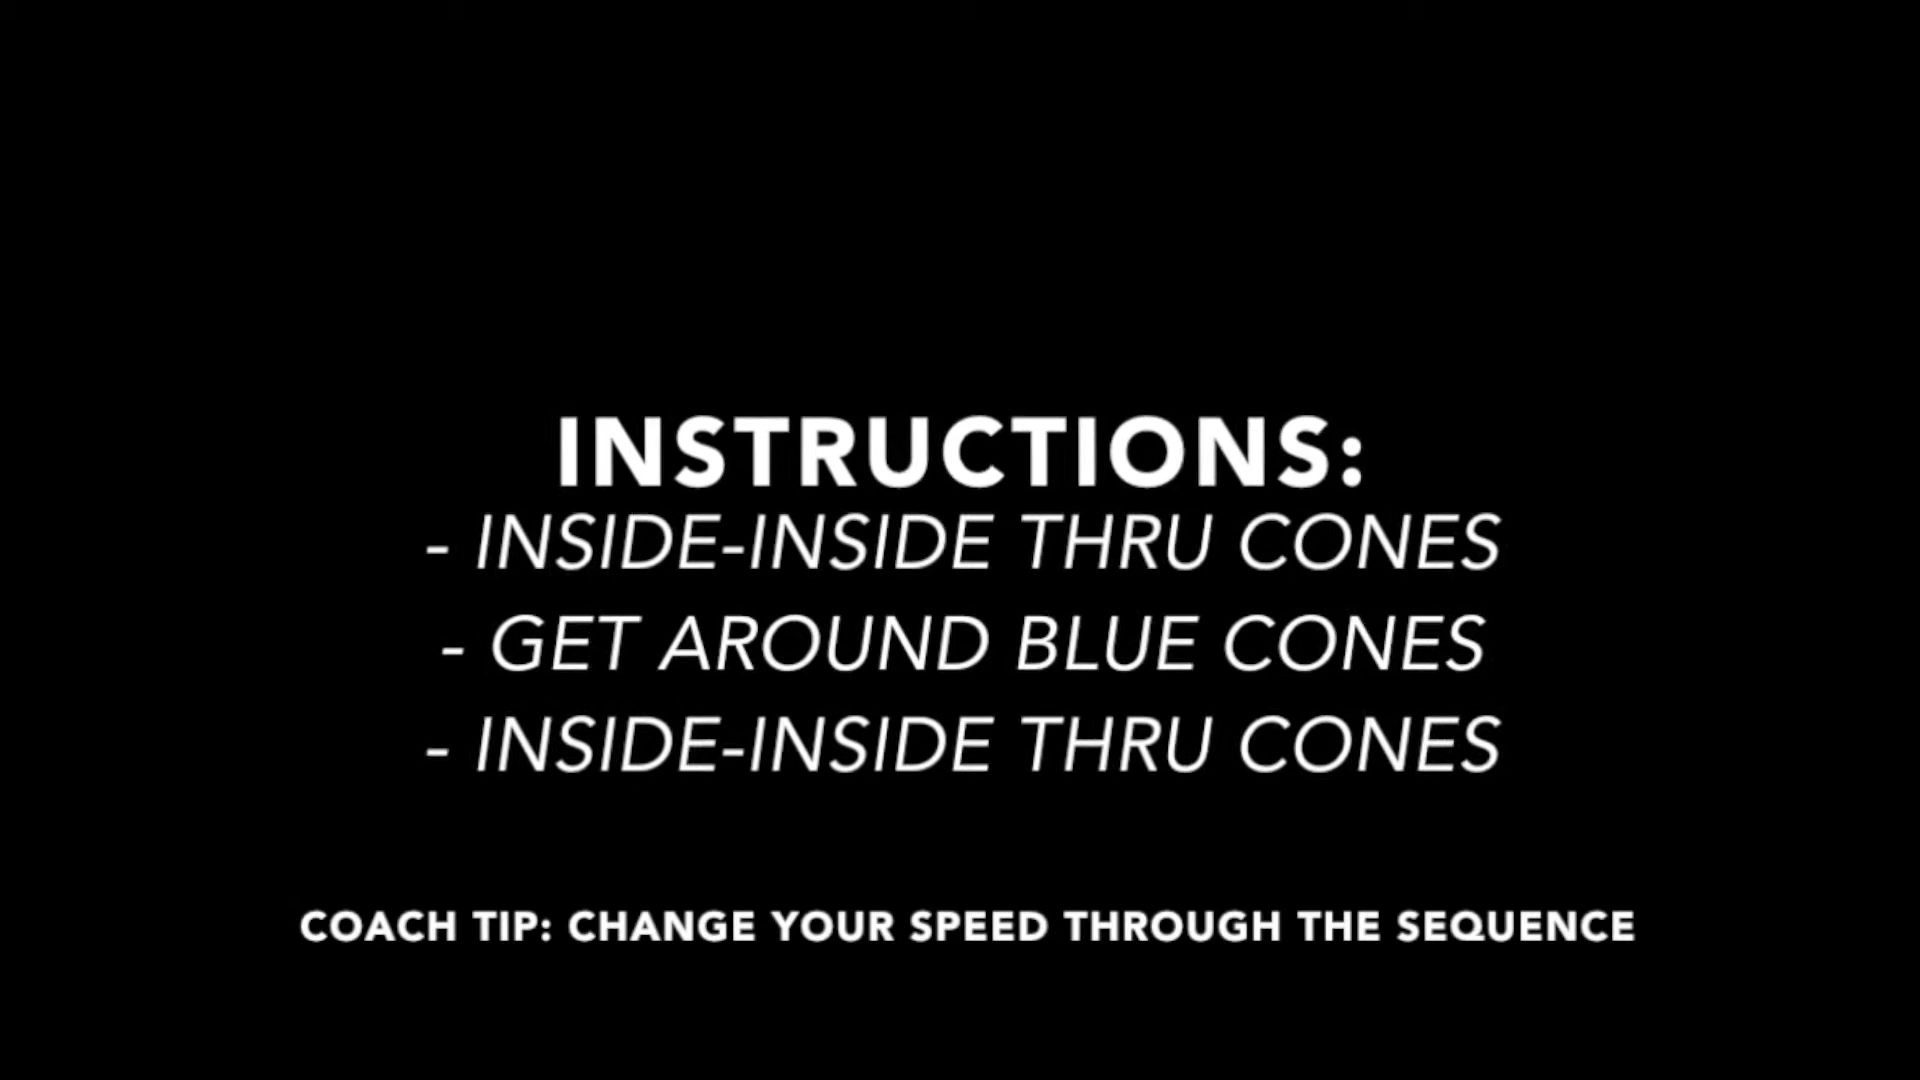 INSTRUCTIONS:
- INSIDE-INSIDE THRU CONES
- GET AROUND BLUE CONES
- INSIDE-INSIDE THRU CONES
COACH TIP: CHANGE YOUR SPEED THROUGH THE SEQUENCE